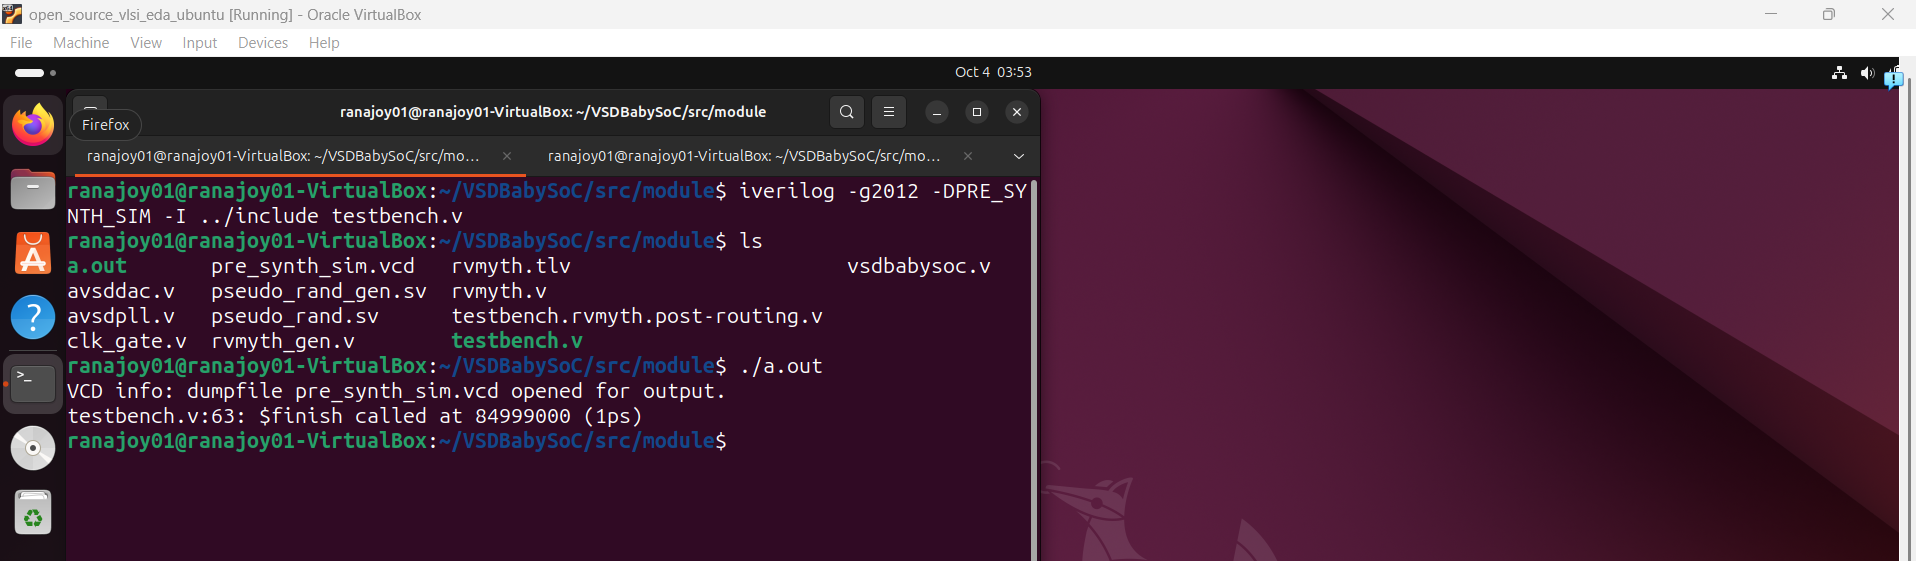 open_source_vlsi_eda_ubuntu [Running] - Oracle VirtualBox
File Machine View Input Devices Help
Oct 4 03:53
ranajoy01@ranajoy01-VirtualBox: ~/VSDBabySoC/src/module
Firefox
ranajoy01@ranajoy01-VirtualBox: ~/VSDBabySoC/src/mo... ranajoy01@ranajoy01-VirtualBox: ~/VSDBabySoC/src/mo...
ranajoy01@ranajoy01-VirtualBox:~/VSDBabySoC/src/module$ iverilog -g2012 -DPRE_SY
NTH_SIM -I ../include testbench.v
ranajoy01@ranajoy01-VirtualBox:~/VSDBabySoC/src/module$ ls
a.out pre_synth_sim.vcd rvmyth.tlv vsdbabysoc.v
avsddac.v pseudo_rand_gen.sv rvmyth.v
avsdpll.v pseudo_rand.sv testbench.rvmyth.post-routing.v
clk_gate.v rvmyth_gen.v testbench.v
ranajoy01@ranajoy01-VirtualBox:~/VSDBabySoC/src/module$ ./a.out
VCD info: dumpfile pre_synth_sim.vcd opened for output.
testbench.v:63: $finish called at 84999000 (1ps)
ranajoy01@ranajoy01-VirtualBox:~/VSDBabySoC/src/module$